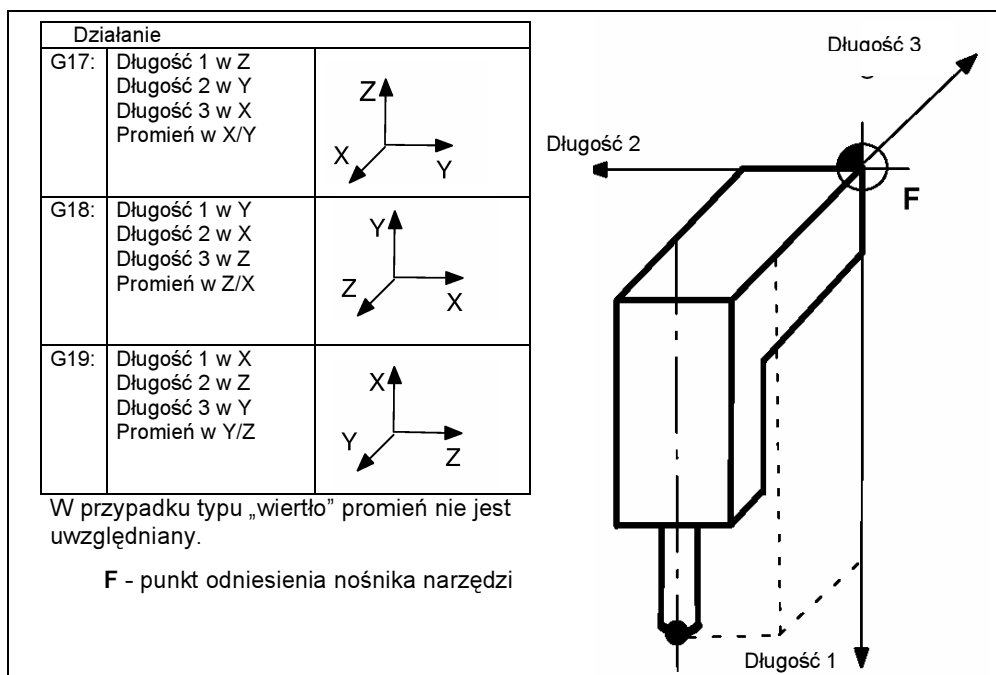 Działanie
G17:
Długość 1 w Z
Długość 2 w Y
Długość 3 w X
Promień w X/Y
Z
X
Y
G18:
Długość 1 w Y
Długość 2 w X
Długość 3 w Z
Promień w Z/X
Y
Z
X
G19:
Długość 1 w X
Długość 2 w Z
Długość 3 w Y
Promień w Y/Z
X
Y
Z
W przypadku typu „wiertło” promień nie jest
uwzględniany.
F - punkt odniesienia nośnika narzędzi
Długość 3
Długość 2
F
Długość 1